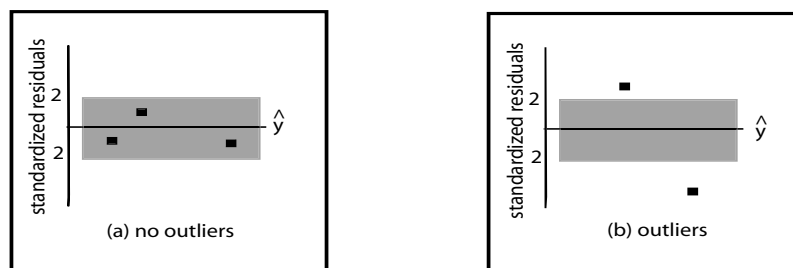 standardized residuals
2
2
ŷ
(a) no outliers
standardized residuals
2
2
ŷ
(b) outliers